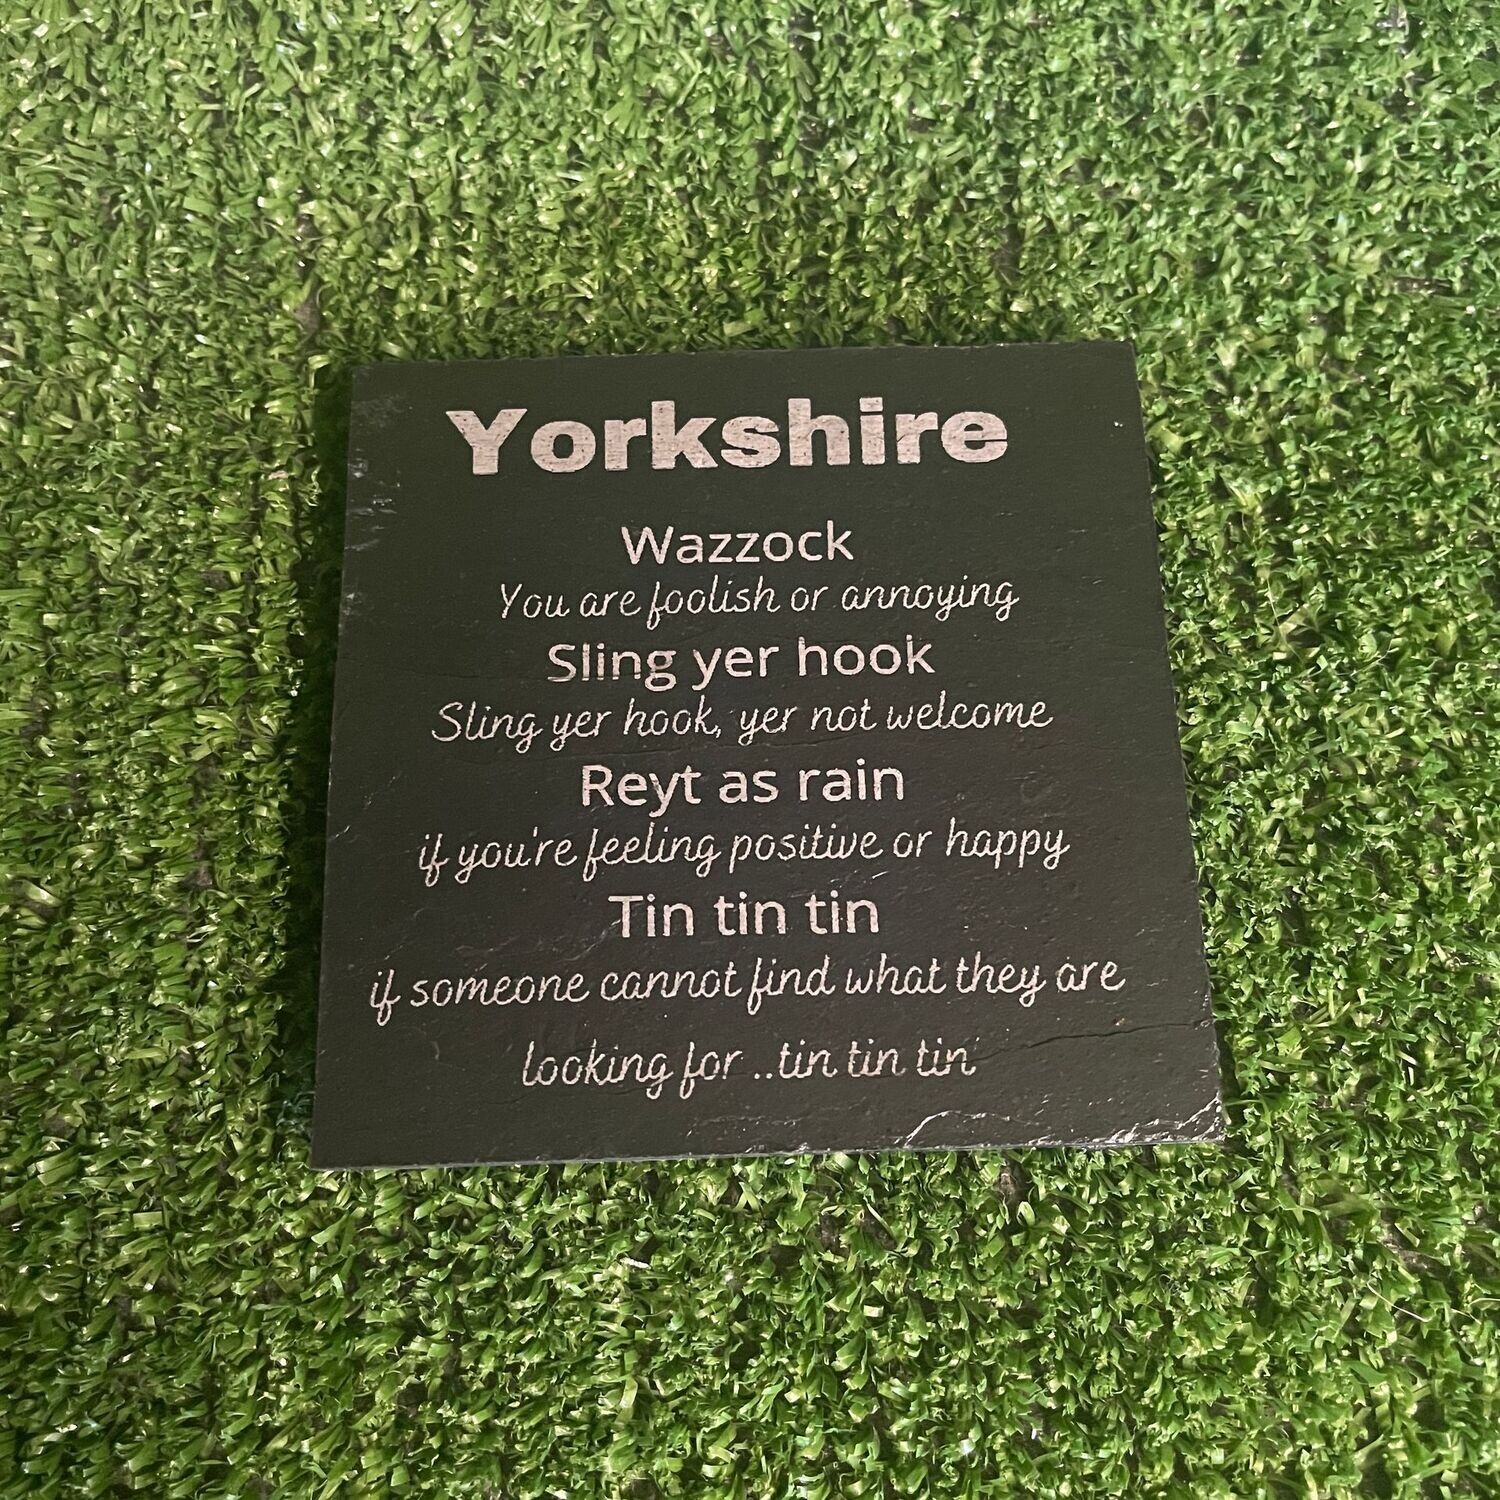 Yorkshire
Wazzock
You are foolish or annoying
Sling yer hook
Sling yer hook, yer not welcome
Reyt as rain
if you're feeling positive or happy
Tin tin tin
if someone cannot find what they are
looking for ..tin tin tin